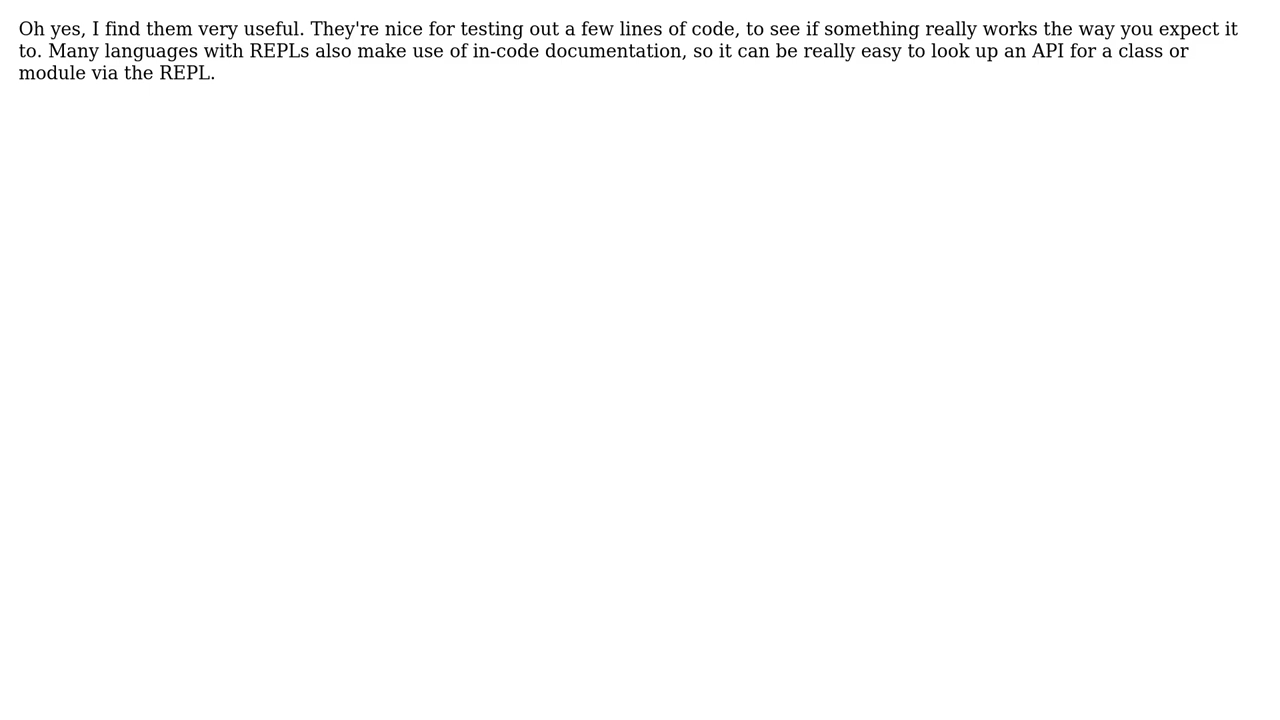 Oh yes, I find them very useful. They're nice for testing out a few lines of code, to see if something really works the way you expect it
to. Many languages with REPLs also make use of in-code documentation, so it can be really easy to look up an API for a class or
module via the REPL.